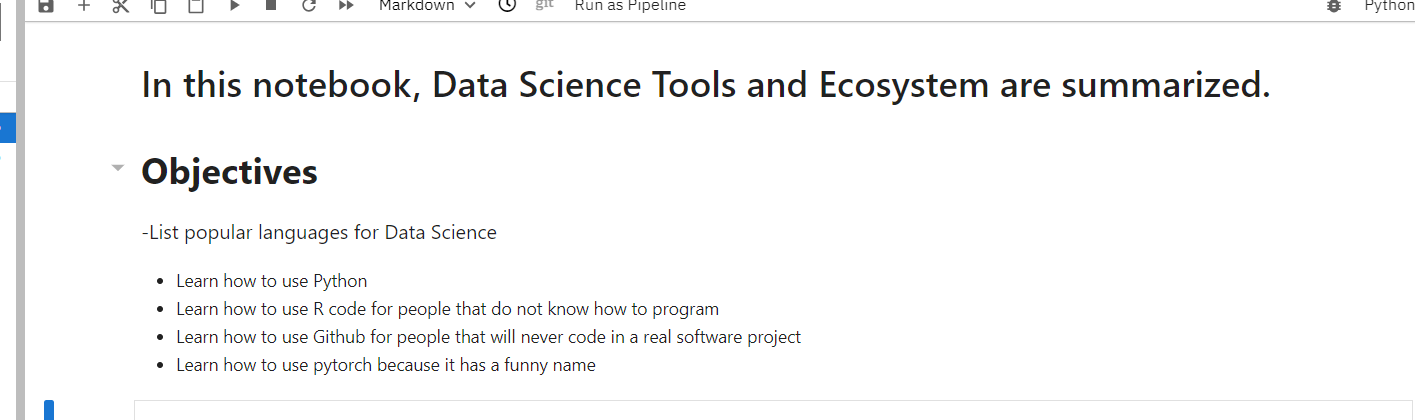 Markdown git Run as Pipeline Python
In this notebook, Data Science Tools and Ecosystem are summarized.
Objectives
-List popular languages for Data Science
• Learn how to use Python
• Learn how to use R code for people that do not know how to program
• Learn how to use Github for people that will never code in a real software project
• Learn how to use pytorch because it has a funny name